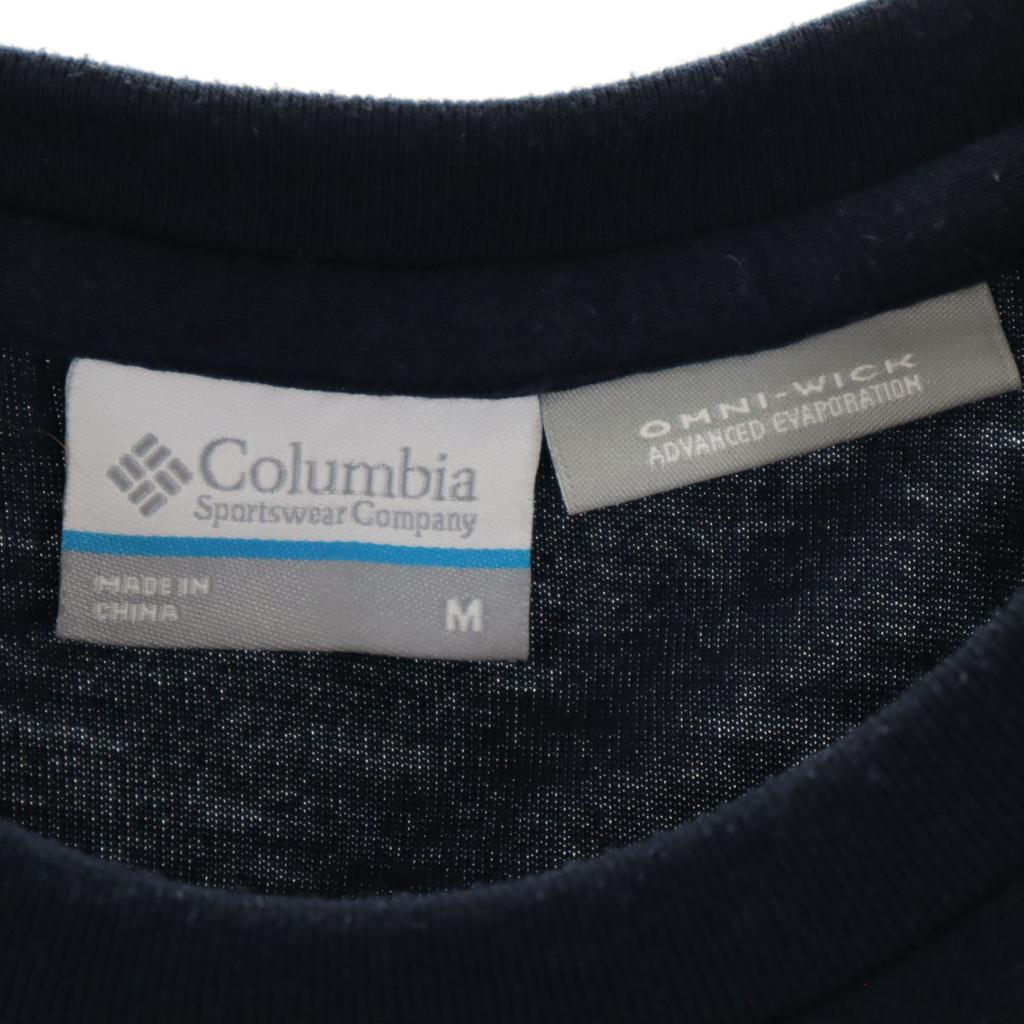 Columbia
Sportswear Company
MADE IN
CHINA
M
OMNI-WICK
ADVANCED EVAPORATION